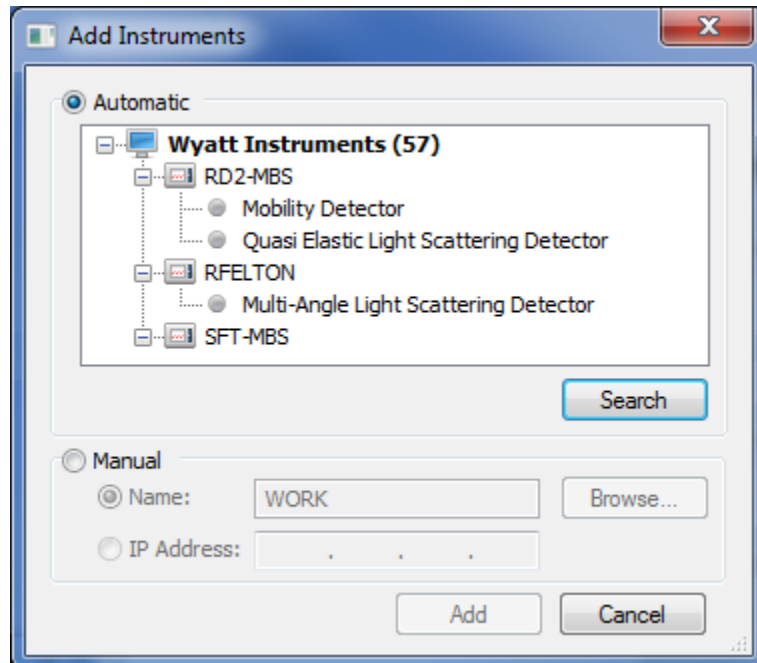 Add Instruments
Automatic
Wyatt Instruments (57)
RD2-MBS
Mobility Detector
Quasi Elastic Light Scattering Detector
RFELTON
Multi-Angle Light Scattering Detector
SFT-MBS
Search
Manual
Name: WORK Browse...
IP Address: . . .
Add Cancel